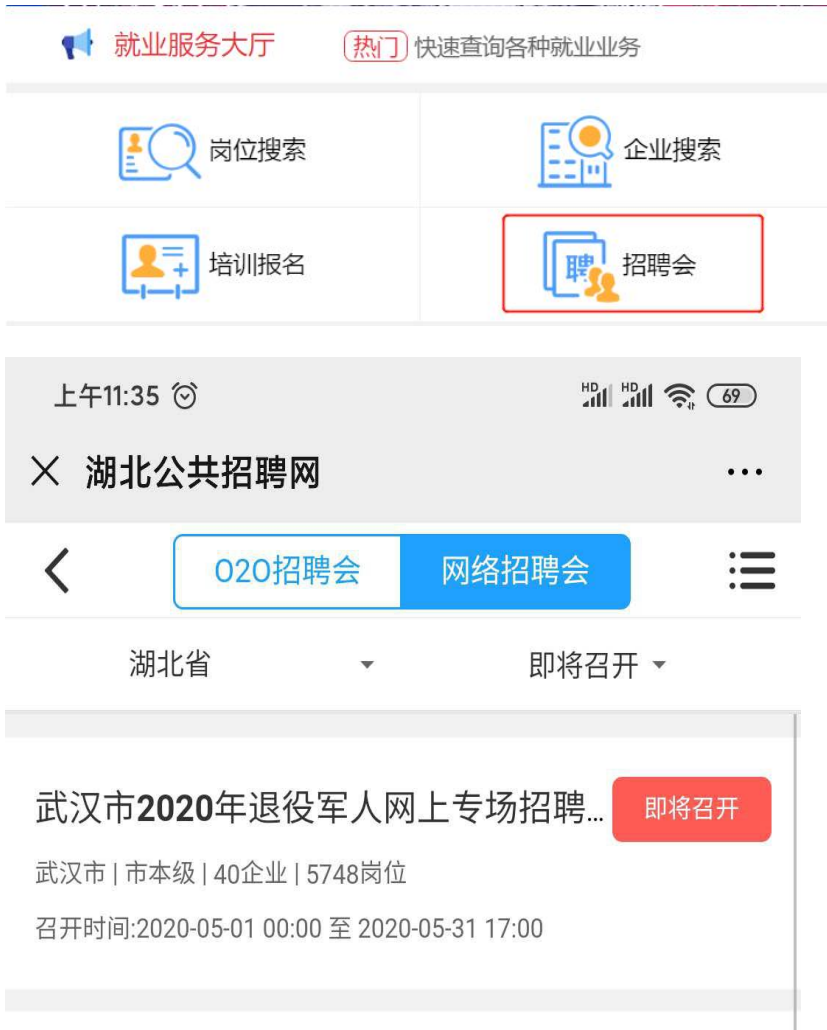 就业服务大厅 热门 快速查询各种就业业务
岗位搜索 企业搜索
培训报名 聘 招聘会
上午11:35 HD HD 69
湖北公共招聘网
O2O招聘会 网络招聘会
湖北省 即将召开
武汉市2020年退役军人网上专场招聘... 即将召开
武汉市 | 市本级 | 40企业 | 5748岗位
召开时间:2020-05-01 00:00 至 2020-05-31 17:00